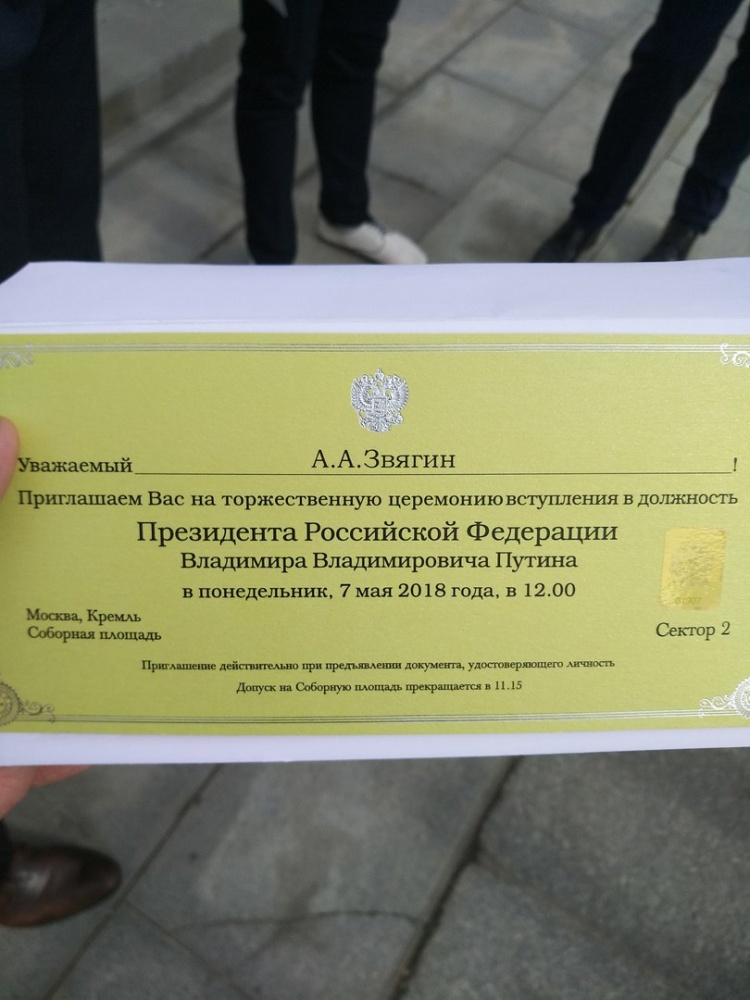 Уважаемый А.А.Звягин !
Приглашаем Вас на торжественную церемонию вступления в должность
Президента Российской Федерации
Владимира Владимировича Путина
в понедельник, 7 мая 2018 года, в 12.00
Москва, Кремль
Соборная площадь
Сектор 2
Приглашение действительно при предъявлении документа, удостоверяющего личность
Допуск на Соборную площадь прекращается в 11.15